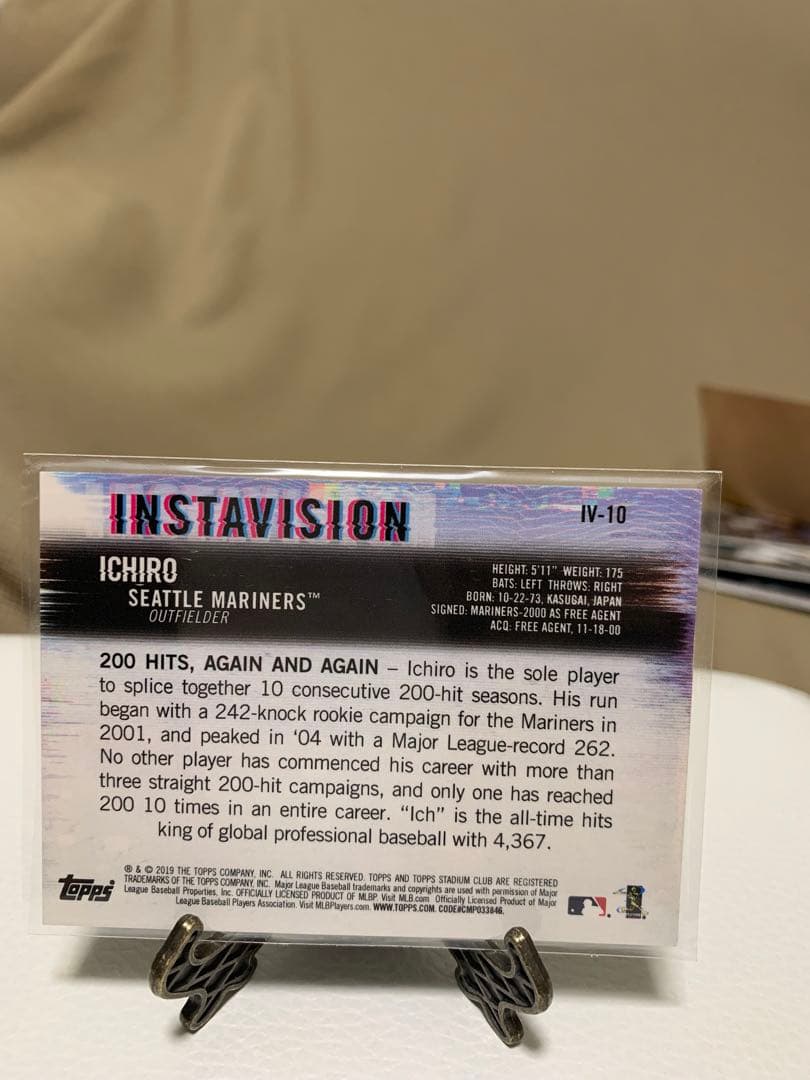 INSTAVISION
IV-10
ICHIRO
SEATTLE MARINERS™
OUTFIELDER
HEIGHT: 5'11" WEIGHT: 175
BATS: LEFT THROWS: RIGHT
BORN: 10-22-73, KASUGAI, JAPAN
SIGNED: MARINERS-2000 AS FREE AGENT
ACQ: FREE AGENT, 11-18-00
200 HITS, AGAIN AND AGAIN – Ichiro is the sole player
to splice together 10 consecutive 200-hit seasons. His run
began with a 242-knock rookie campaign for the Mariners in
2001, and peaked in '04 with a Major League-record 262.
No other player has commenced his career with more than
three straight 200-hit campaigns, and only one has reached
200 10 times in an entire career. “Ich” is the all-time hits
king of global professional baseball with 4,367.
topps
® & © 2019 THE TOPPS COMPANY, INC. ALL RIGHTS RESERVED. TOPPS AND TOPPS STADIUM CLUB ARE REGISTERED
TRADEMARKS OF THE TOPPS COMPANY, INC. Major League Baseball trademarks and copyrights are used with permission of Major
League Baseball Properties, Inc. OFFICIALLY LICENSED PRODUCT OF MLBP. Visit MLB.com Officially Licensed Product of Major
League Baseball Players Association. Visit MLBPlayers.com. WWW.TOPPS.COM. CODE#CMP033846.